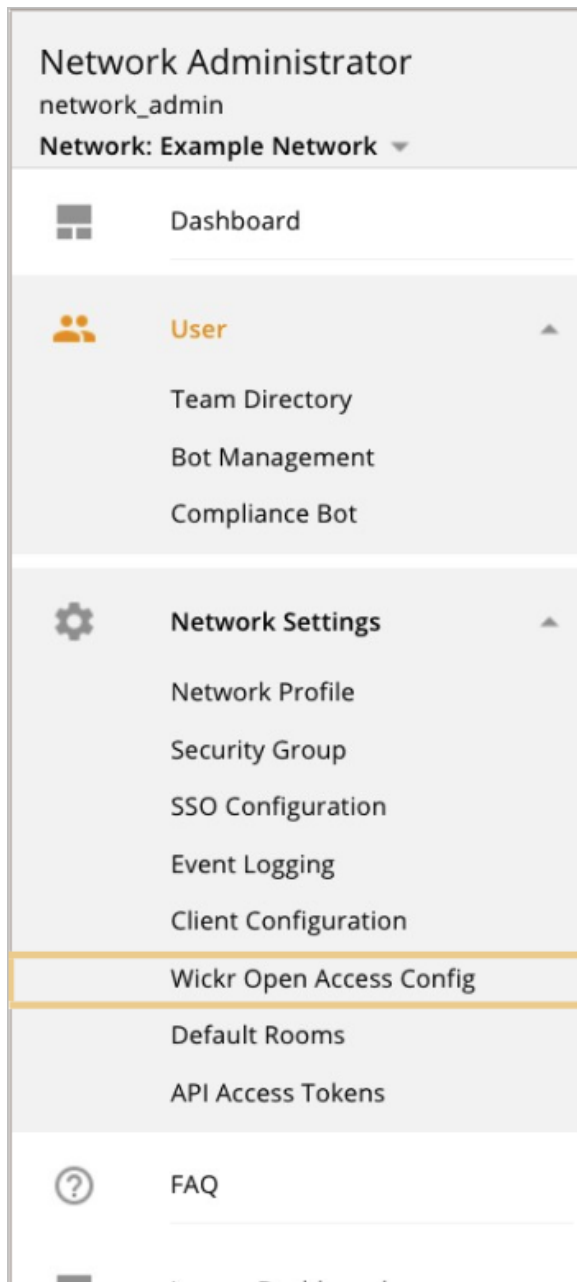 Network Administrator
network_admin
Network: Example Network
Dashboard
User
Team Directory
Bot Management
Compliance Bot
Network Settings
Network Profile
Security Group
SSO Configuration
Event Logging
Client Configuration
Wickr Open Access Config
Default Rooms
API Access Tokens
FAQ